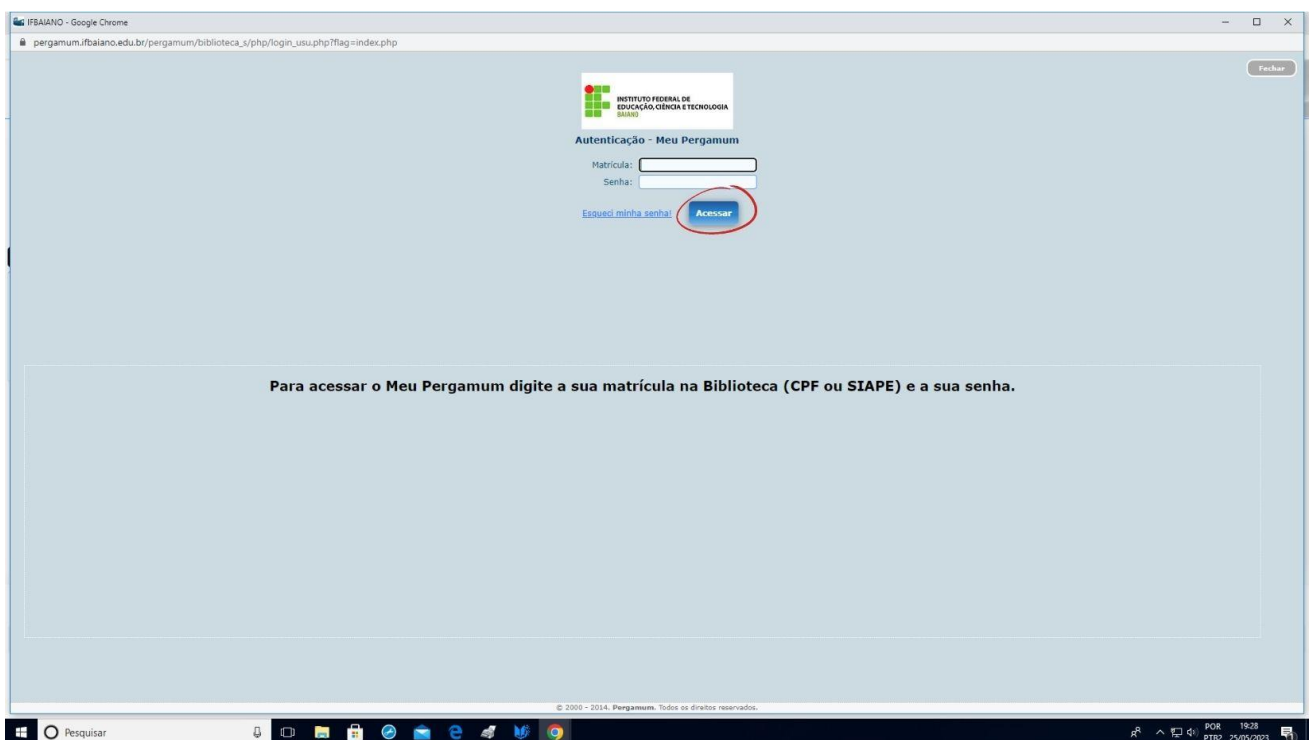 IFBAIANO - Google Chrome
pergamum.ifbaiano.edu.br/pergamum/biblioteca_s/php/login_usu.php?flag=index.php
Fechar
INSTITUTO FEDERAL DE
EDUCAÇÃO, CIÊNCIA E TECNOLOGIA
BAIANO
Autenticação - Meu Pergamum
Matrícula:
Senha:
Esqueci minha senha!
Acessar
Para acessar o Meu Pergamum digite a sua matrícula na Biblioteca (CPF ou SIAPE) e a sua senha.
© 2000 - 2014. Pergamum. Todos os direitos reservados.
Pesquisar
POR 19:28
PTB2 25/05/2023